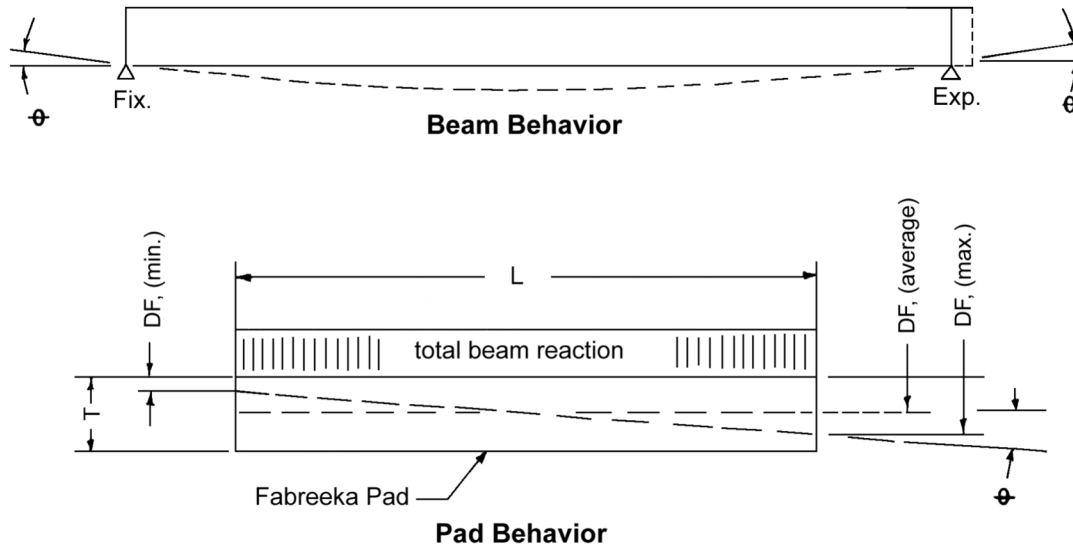 ϕ
Fix.
Exp.
ϕ
Beam Behavior
DF, (min.)
L
DF, (average)
DF, (max.)
total beam reaction
T
ϕ
Fabreeka Pad
Pad Behavior